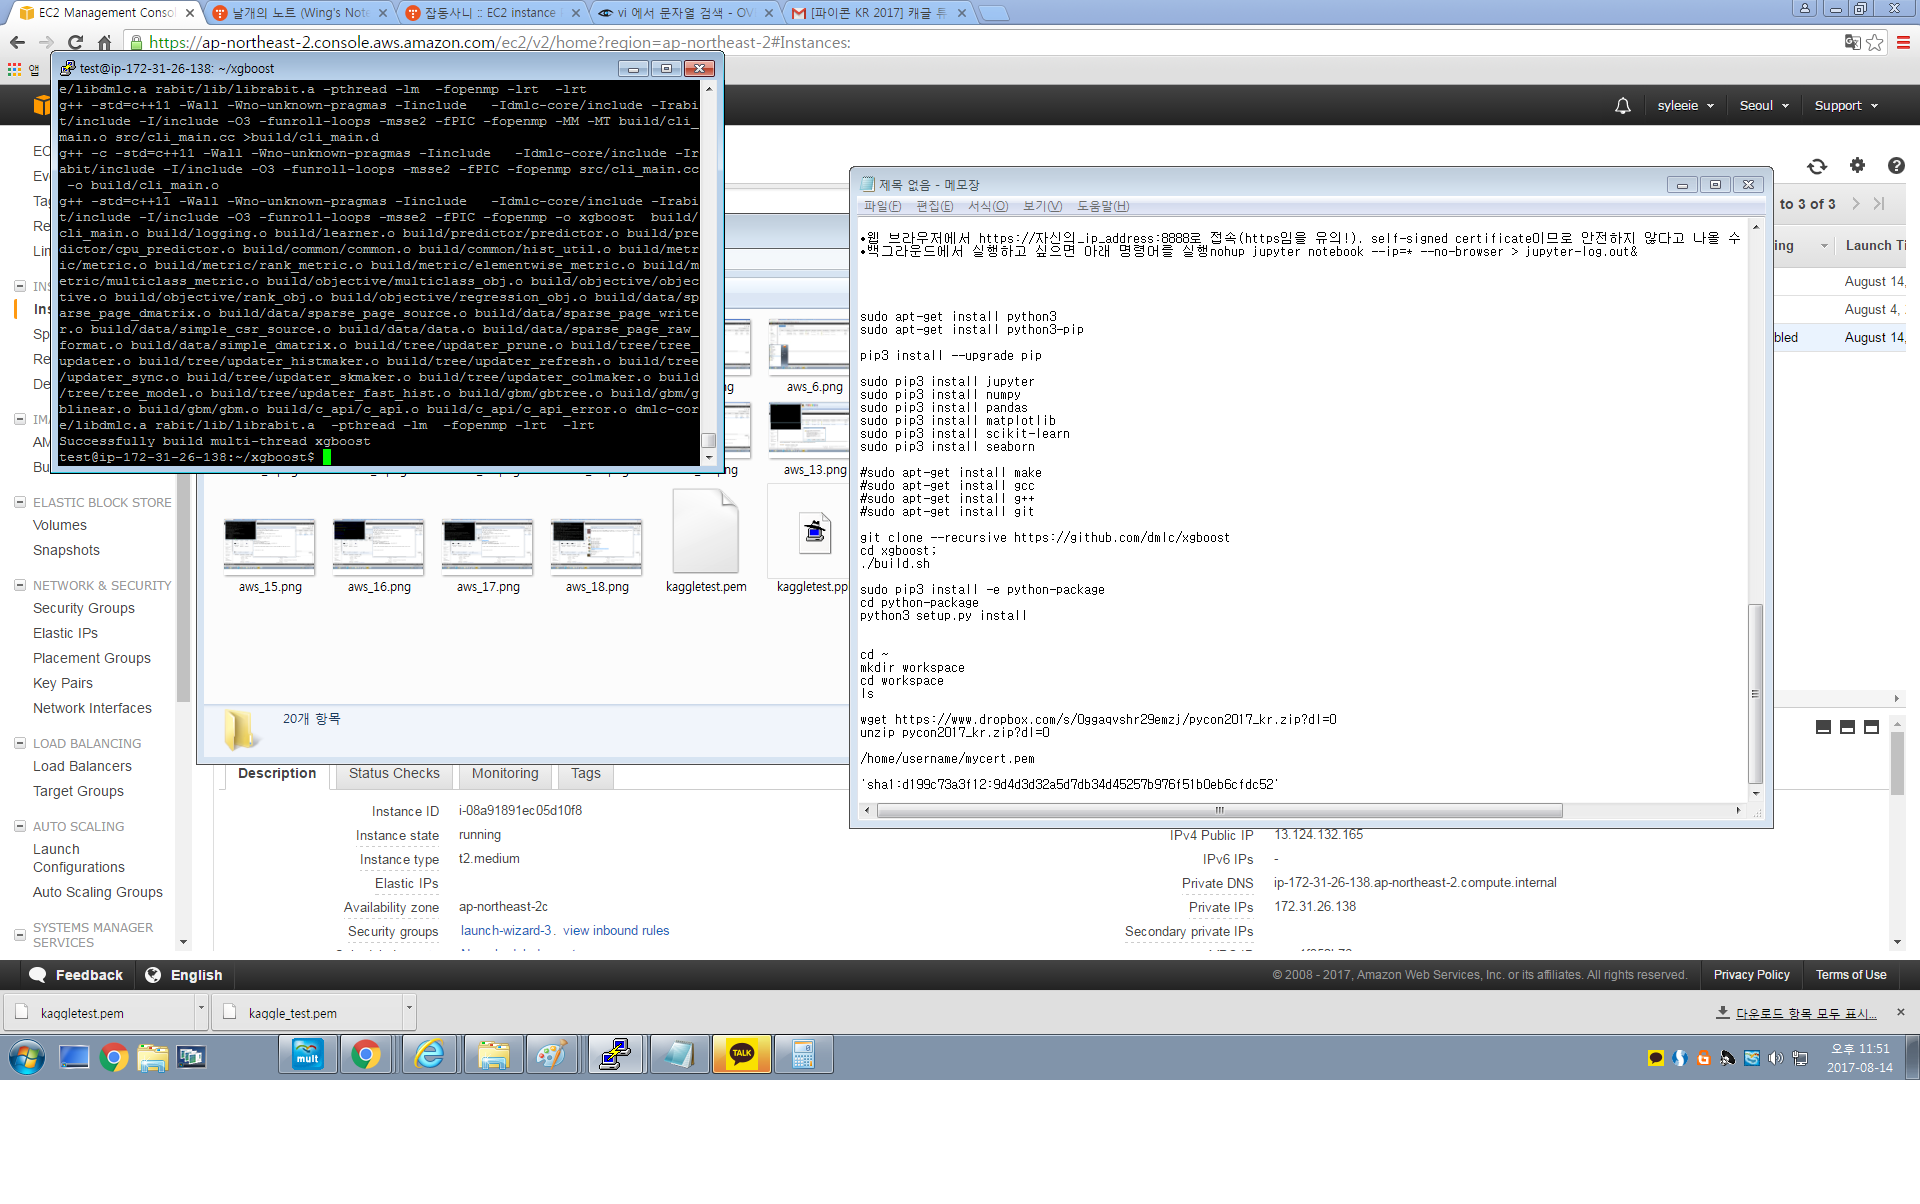 EC2 Management Consol
날개의 노트 (Wing's Note
잡동사니 :: EC2 instance
vi 에서 문자열 검색 - OV
[파이콘 KR 2017] 캐글 튜
https://ap-northeast-2.console.aws.amazon.com/ec2/v2/home?region=ap-northeast-2#Instances:
앱
test@ip-172-31-26-138: ~/xgboost
e/libdmlc.a rabit/lib/librabit.a -pthread -lm  -fopenmp -lrt  -lrt
g++ -std=c++11 -Wall -Wno-unknown-pragmas -Iinclude   -Idmlc-core/include -Irabi
t/include -I/include -O3 -funroll-loops -msse2 -fPIC -fopenmp -MM -MT build/cli_
main.o src/cli_main.cc >build/cli_main.d
g++ -c -std=c++11 -Wall -Wno-unknown-pragmas -Iinclude   -Idmlc-core/include -Ir
abit/include -I/include -O3 -funroll-loops -msse2 -fPIC -fopenmp src/cli_main.cc
 -o build/cli_main.o
g++ -std=c++11 -Wall -Wno-unknown-pragmas -Iinclude   -Idmlc-core/include -Irabi
t/include -I/include -O3 -funroll-loops -msse2 -fPIC -fopenmp -o xgboost  build/
cli_main.o build/logging.o build/learner.o build/predictor/predictor.o build/pre
dictor/cpu_predictor.o build/common/common.o build/common/hist_util.o build/metr
ic/metric.o build/metric/rank_metric.o build/metric/elementwise_metric.o build/m
etric/multiclass_metric.o build/objective/multiclass_obj.o build/objective/objec
tive.o build/objective/rank_obj.o build/objective/regression_obj.o build/data/sp
arse_page_dmatrix.o build/data/sparse_page_source.o build/data/sparse_page_write
r.o build/data/simple_csr_source.o build/data/data.o build/data/sparse_page_raw_
format.o build/data/simple_dmatrix.o build/tree/updater_prune.o build/tree/tree_
updater.o build/tree/updater_histmaker.o build/tree/updater_refresh.o build/tree
/updater_sync.o build/tree/updater_skmaker.o build/tree/updater_colmaker.o build
/tree/tree_model.o build/tree/updater_fast_hist.o build/gbm/gbtree.o build/gbm/g
blinear.o build/gbm/gbm.o build/c_api/c_api.o build/c_api/c_api_error.o dmlc-cor
e/libdmlc.a rabit/lib/librabit.a  -pthread -lm  -fopenmp -lrt  -lrt
Successfully build multi-thread xgboost
test@ip-172-31-26-138:~/xgboost$
syleeie
Seoul
Support
to 3 of 3
ing
Launch Ti
August 14,
August 4,
bled
August 14,
제목 없음 - 메모장
파일(F) 편집(E) 서식(O) 보기(V) 도움말(H)
•웹 브라우저에서 https://자신의_ip_address:8888로 접속(https임을 유의!). self-signed certificate이므로 안전하지 않다고 나올 수
•백그라운드에서 실행하고 싶으면 아래 명령어를 실행nohup jupyter notebook --ip=* --no-browser > jupyter-log.out&
sudo apt-get install python3
sudo apt-get install python3-pip
pip3 install --upgrade pip
sudo pip3 install jupyter
sudo pip3 install numpy
sudo pip3 install pandas
sudo pip3 install matplotlib
sudo pip3 install scikit-learn
sudo pip3 install seaborn
#sudo apt-get install make
#sudo apt-get install gcc
#sudo apt-get install g++
#sudo apt-get install git
git clone --recursive https://github.com/dmlc/xgboost
cd xgboost;
./build.sh
sudo pip3 install -e python-package
cd python-package
python3 setup.py install
cd ~
mkdir workspace
cd workspace
ls
wget https://www.dropbox.com/s/0ggaqvshr29emzj/pycon2017_kr.zip?dl=0
unzip pycon2017_kr.zip?dl=0
/home/username/mycert.pem
'sha1:d199c73a3f12:9d4d3d32a5d7db34d45257b976f51b0eb6cfdc52'
EC
Ev
Tag
Re
Lim
INS
Ins
Sp
Re
De
IMA
AM
Bu
ELASTIC BLOCK STORE
Volumes
Snapshots
NETWORK & SECURITY
Security Groups
Elastic IPs
Placement Groups
Key Pairs
Network Interfaces
LOAD BALANCING
Load Balancers
Target Groups
AUTO SCALING
Launch
Configurations
Auto Scaling Groups
SYSTEMS MANAGER
SERVICES
ng
aws_6.png
.png
aws_13.png
aws_15.png
aws_16.png
aws_17.png
aws_18.png
kaggletest.pem
kaggletest.pp
20개 항목
Description
Status Checks
Monitoring
Tags
Instance ID i-08a91891ec05d10f8
Instance state running
Instance type t2.medium
Elastic IPs
Availability zone ap-northeast-2c
Security groups launch-wizard-3. view inbound rules
IPv4 Public IP 13.124.132.165
IPv6 IPs -
Private DNS ip-172-31-26-138.ap-northeast-2.compute.internal
Private IPs 172.31.26.138
Secondary private IPs
Feedback
English
© 2008 - 2017, Amazon Web Services, Inc. or its affiliates. All rights reserved.
Privacy Policy
Terms of Use
kaggletest.pem
kaggle_test.pem
다운로드 항목 모두 표시...
mult
TALK
오후 11:51
2017-08-14